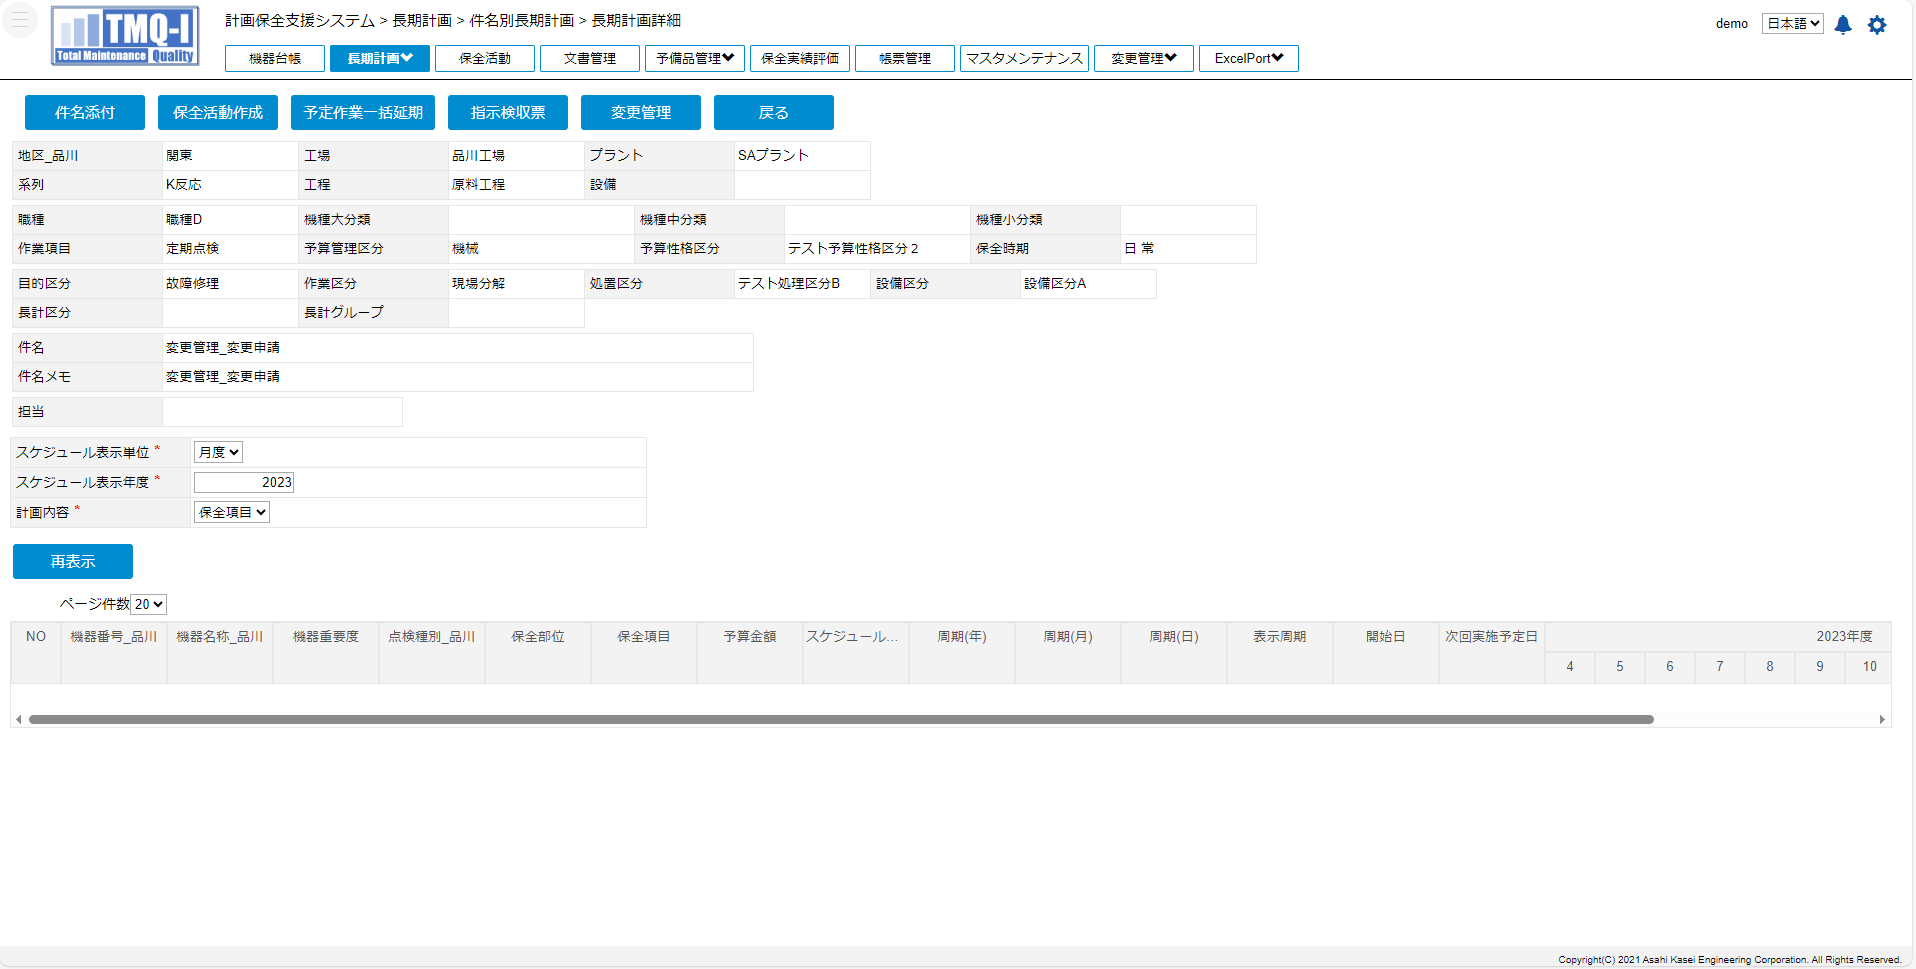 TMQ-I
Total Maintenance Quality
計画保全支援システム > 長期計画 > 件名別長期計画 > 長期計画詳細
demo 日本語
機器台帳 長期計画 保全活動 文書管理 予備品管理 保全実績評価 帳票管理 マスタメンテナンス 変更管理 ExcelPort
件名添付 保全活動作成 予定作業一括延期 指示検収票 変更管理 戻る
地区_品川 関東 工場 品川工場 プラント SAプラント
系列 K反応 工程 原料工程 設備
職種 職種D 機種大分類 機種中分類 機種小分類
作業項目 定期点検 予算管理区分 機械 予算性格区分 テスト予算性格区分２ 保全時期 日 常
目的区分 故障修理 作業区分 現場分解 処置区分 テスト処理区分B 設備区分 設備区分A
長計区分 長計グループ
件名 変更管理_変更申請
件名メモ 変更管理_変更申請
担当
スケジュール表示単位 * 月度
スケジュール表示年度 * 2023
計画内容 * 保全項目
再表示
ページ件数 20
NO 機器番号_品川 機器名称_品川 機器重要度 点検種別_品川 保全部位 保全項目 予算金額 スケジュール... 周期(年) 周期(月) 周期(日) 表示周期 開始日 次回実施予定日 2023年度
4 5 6 7 8 9 10
Copyright(C) 2021 Asahi Kasei Engineering Corporation. All Rights Reserved.